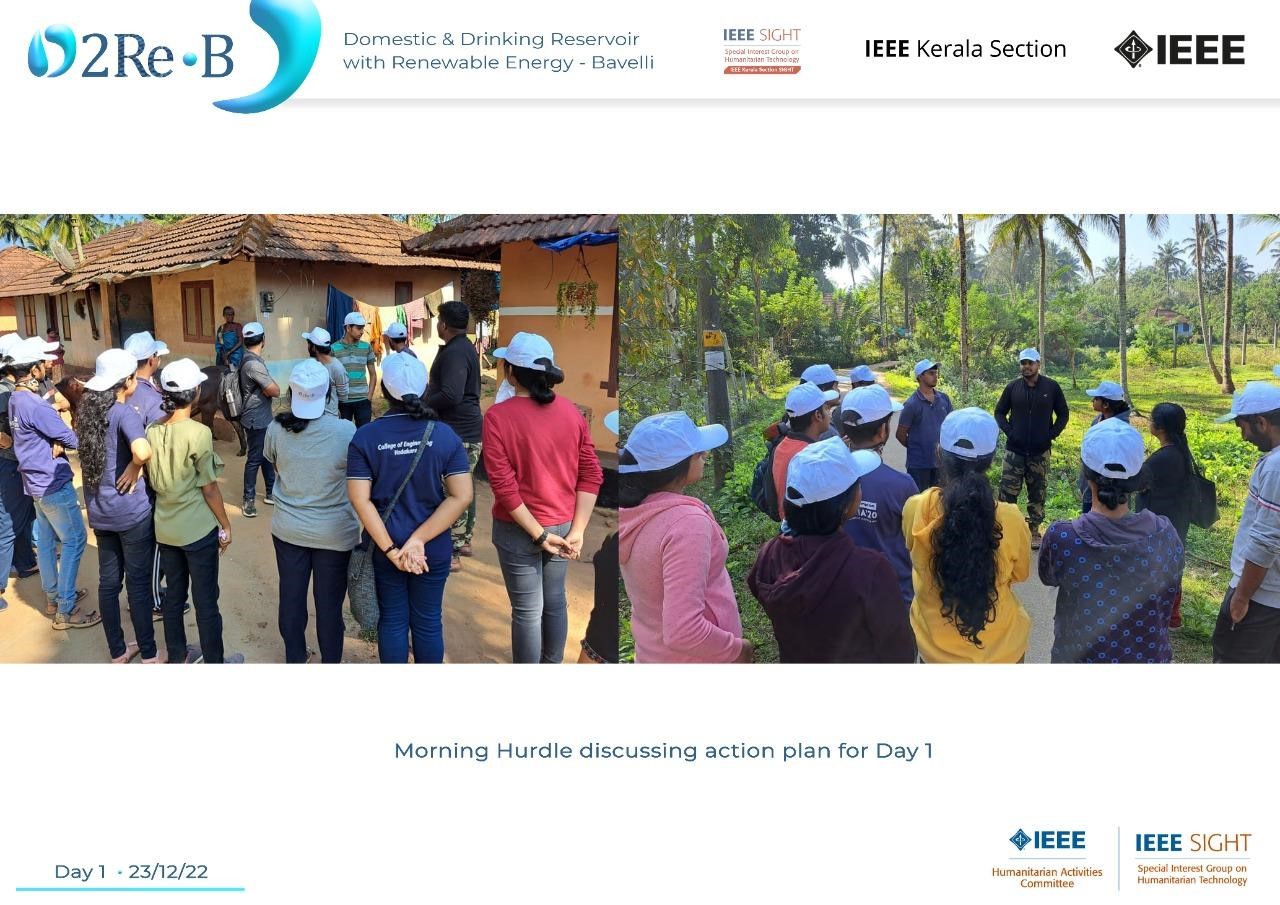 D2Re•B
Domestic & Drinking Reservoir
with Renewable Energy - Bavelli
IEEE SIGHT
Special Interest Group on
Humanitarian Technology
IEEE Kerala Section SIGHT
IEEE Kerala Section
IEEE
College of Engineering
Vadakara
Morning Hurdle discussing action plan for Day 1
Day 1 • 23/12/22
IEEE
Humanitarian Activities
Committee
IEEE SIGHT
Special Interest Group on
Humanitarian Technology